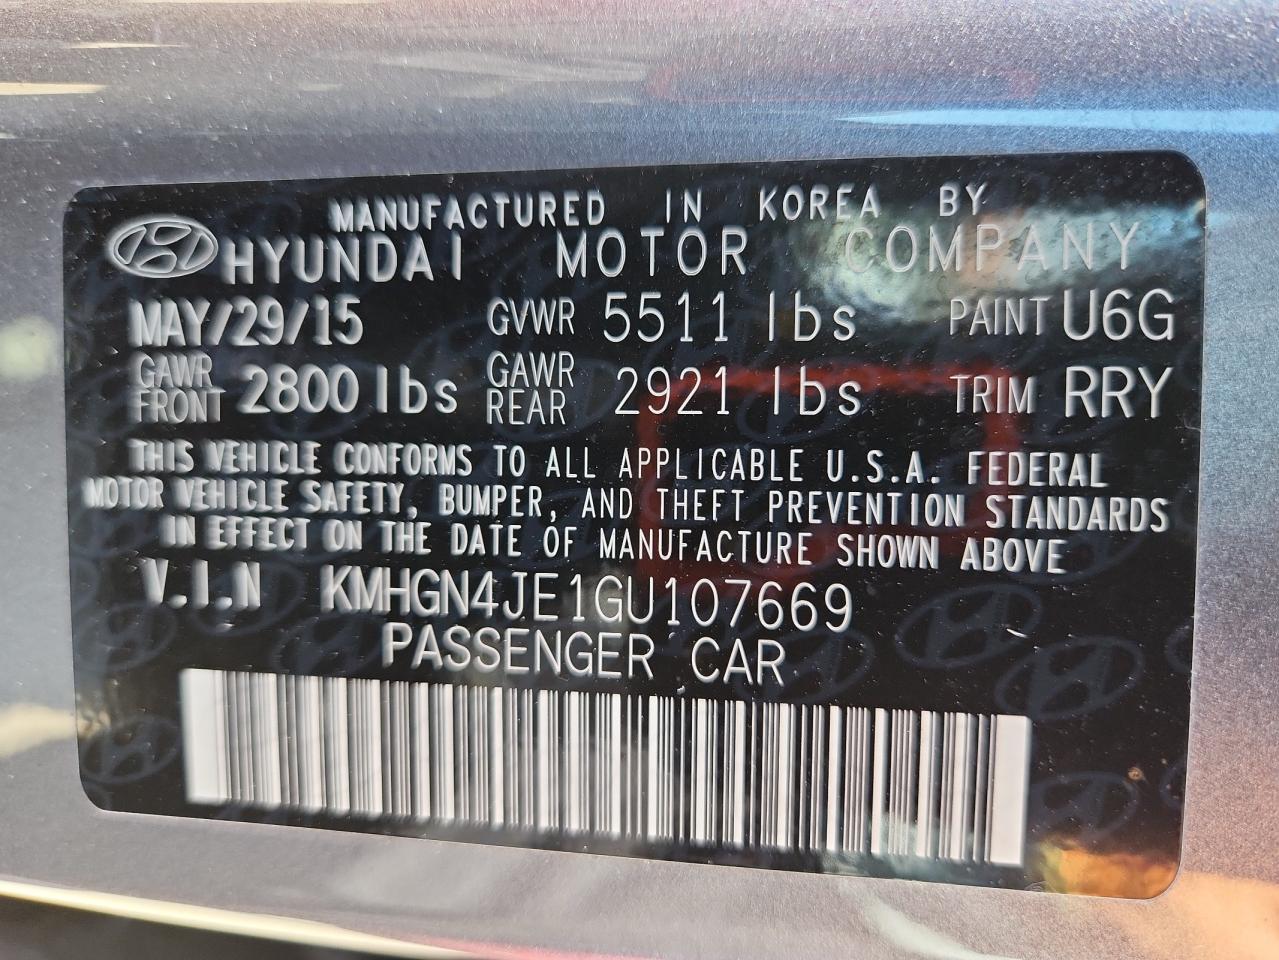 MANUFACTURED IN KOREA BY
HYUNDAI MOTOR COMPANY
MAY/29/15 GVWR 5511 lbs PAINT U6G
GAWR FRONT 2800 lbs GAWR REAR 2921 lbs TRIM RRY
THIS VEHICLE CONFORMS TO ALL APPLICABLE U.S.A. FEDERAL
MOTOR VEHICLE SAFETY, BUMPER, AND THEFT PREVENTION STANDARDS
IN EFFECT ON THE DATE OF MANUFACTURE SHOWN ABOVE
V.I.N KMHGN4JE1GU107669
PASSENGER CAR